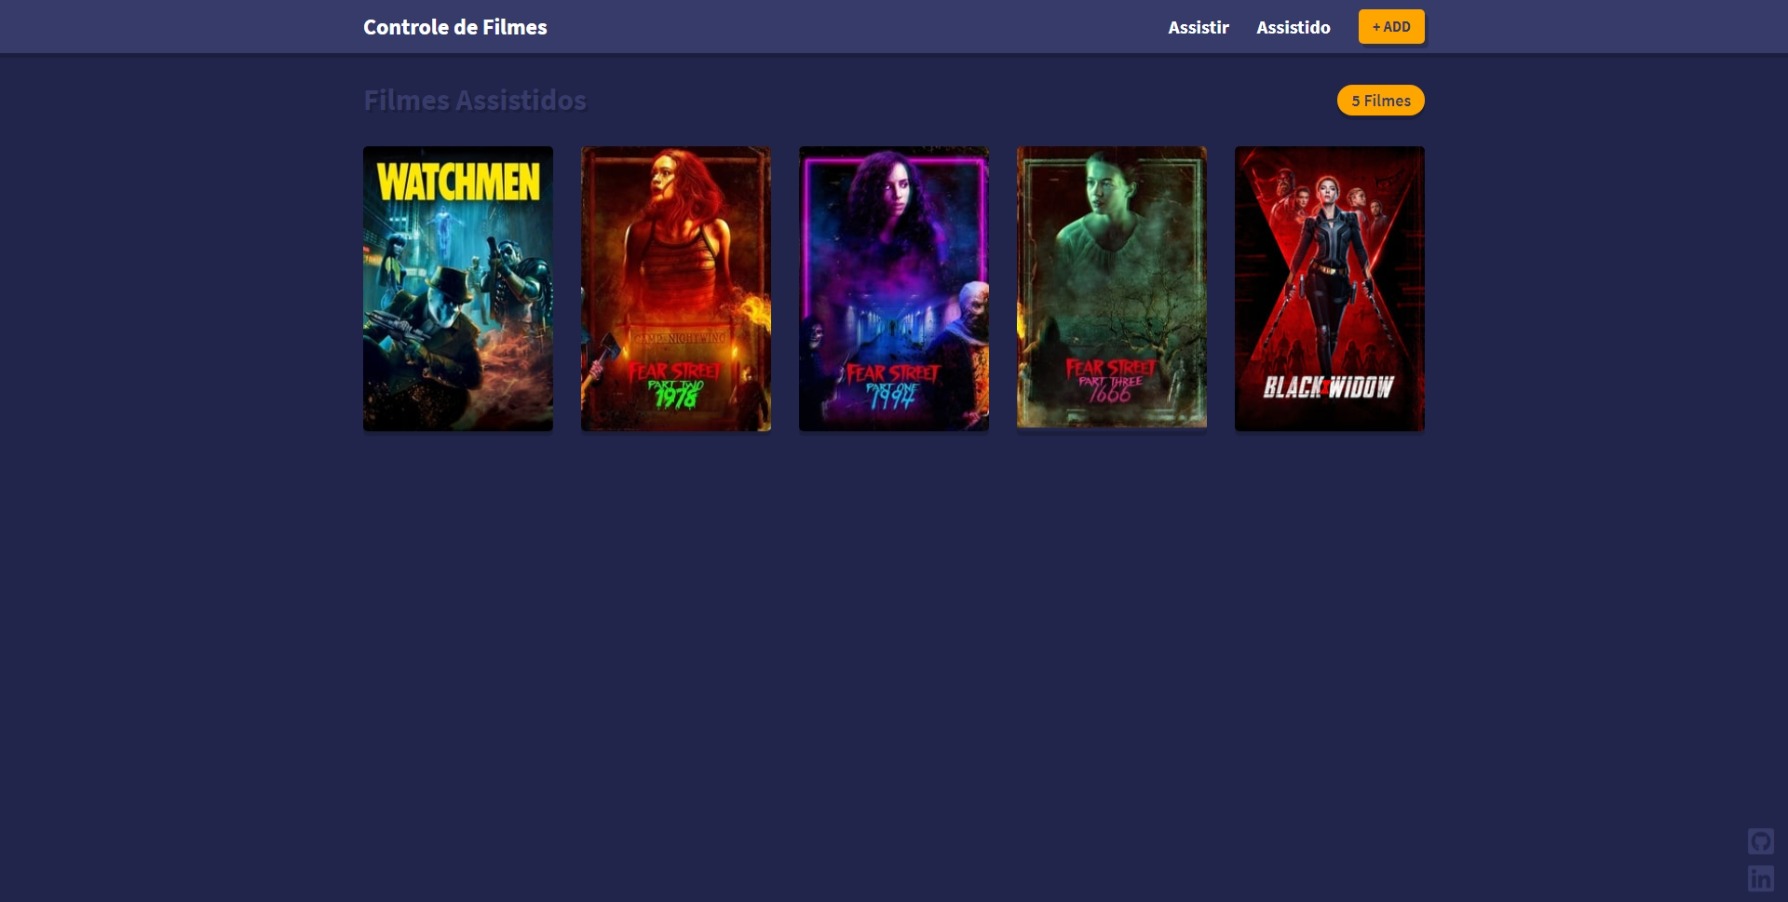 Controle de Filmes
Assistir
Assistido
+ ADD
Filmes Assistidos
5 Filmes
WATCHMEN
CAMP NIGHTWING
FEAR STREET
PART TWO
1978
FEAR STREET
PART ONE
1994
FEAR STREET
PART THREE
1666
BLACK WIDOW
in